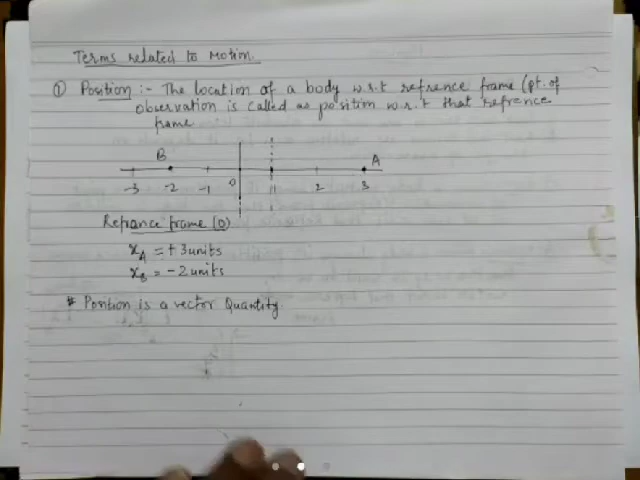 Terms related to Motion.
① Position :- The location of a body w.r.t refrence frame (pt. of
observation is called as position w.r.t that refrence
frame
B A
-3 -2 -1 0 1 2 3
Refrance frame (0)
xA = +3 units
xB = -2 units
* Position is a vector Quantity.